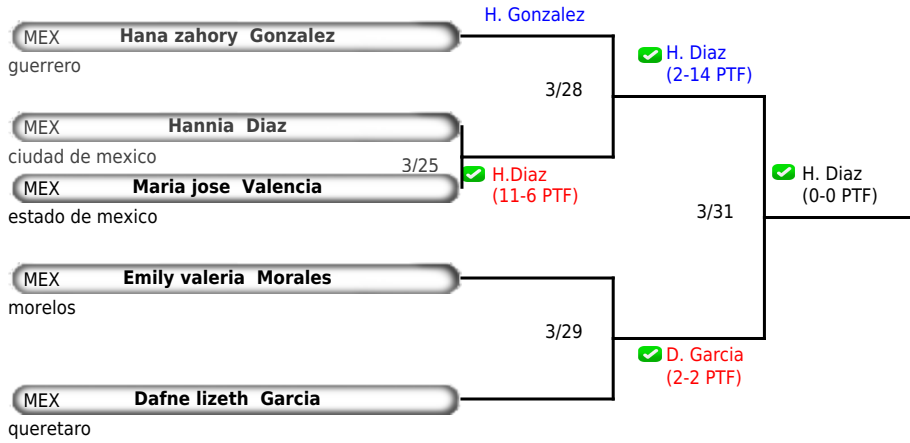 H. Gonzalez
MEX Hana zahory Gonzalez
guerrero
H. Diaz
(2-14 PTF)
3/28
MEX Hannia Diaz
ciudad de mexico
3/25
H.Diaz
(11-6 PTF)
MEX Maria jose Valencia
estado de mexico
H. Diaz
(0-0 PTF)
3/31
MEX Emily valeria Morales
morelos
3/29
D. Garcia
(2-2 PTF)
MEX Dafne lizeth Garcia
queretaro